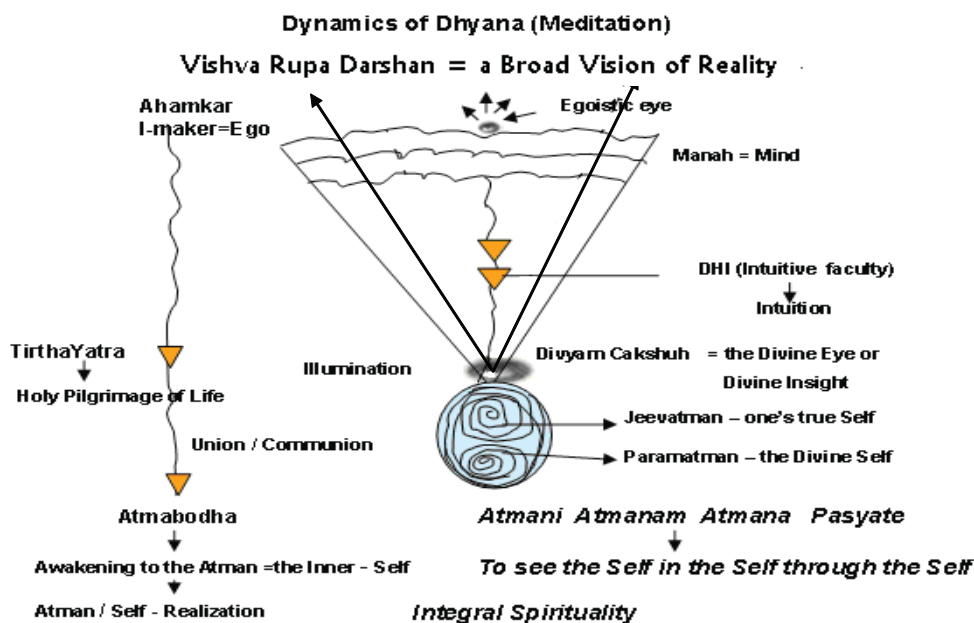 Dynamics of Dhyana (Meditation)
Vishva Rupa Darshan = a Broad Vision of Reality
Ahamkar
I-maker=Ego
Egoistic eye
Manah = Mind
DHI (Intuitive faculty)
Intuition
TirthaYatra
Holy Pilgrimage of Life
Illumination
Divyam Cakshuh = the Divine Eye or
Divine Insight
Jeevatman – one's true Self
Paramatman – the Divine Self
Union / Communion
Atmabodha
Atmani Atmanam Atmana Pasyate
Awakening to the Atman =the Inner - Self
To see the Self in the Self through the Self
Atman / Self - Realization
Integral Spirituality